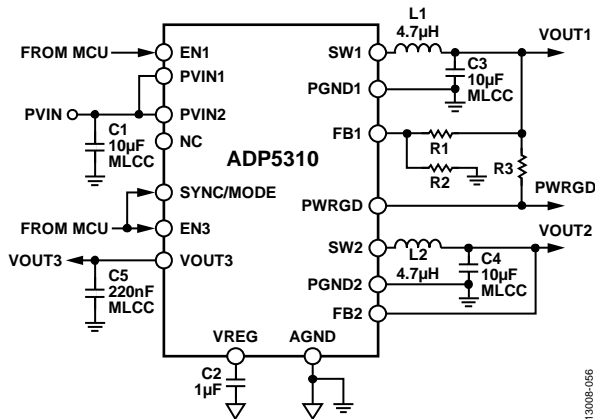 L1
4.7µH
FROM MCU
EN1
SW1
VOUT1
PVIN1
C3
10µF
MLCC
PGND1
PVIN
PVIN2
C1
10µF
MLCC
NC
FB1
R1
ADP5310
R2
R3
SYNC/MODE
PWRGD
PWRGD
FROM MCU
EN3
SW2
VOUT2
L2
4.7µH
VOUT3
VOUT3
C4
10µF
MLCC
C5
220nF
MLCC
PGND2
FB2
VREG
AGND
C2
1µF
13008-056